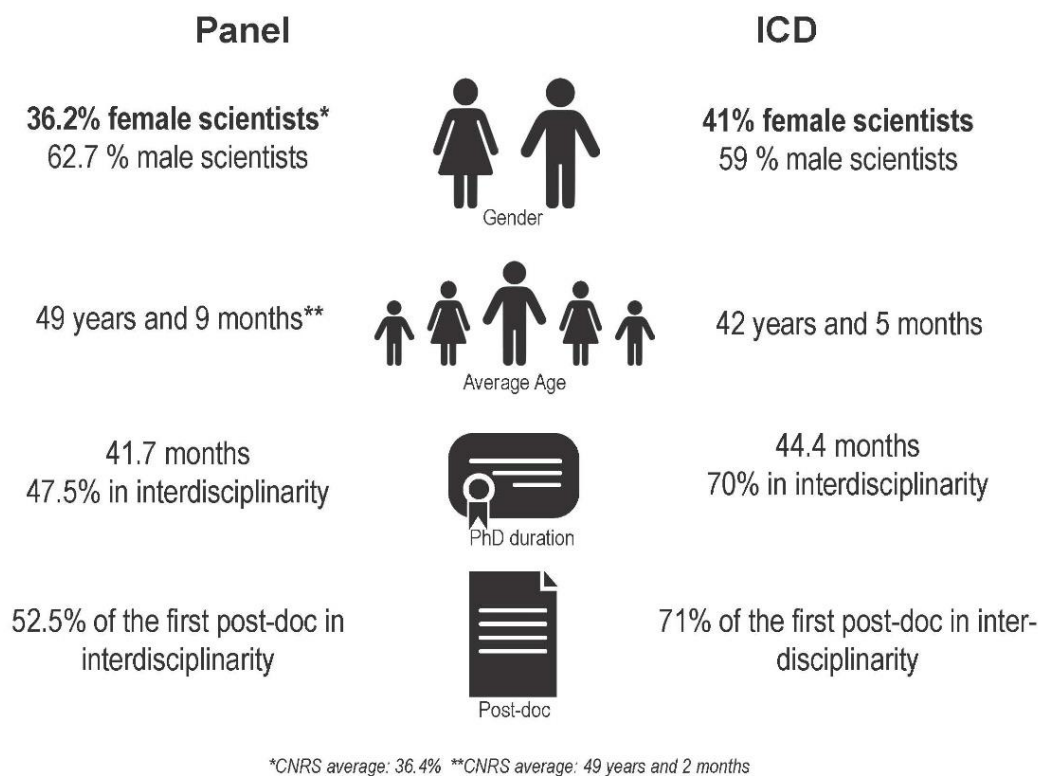 Panel
ICD
36.2% female scientists*
62.7 % male scientists
41% female scientists
59 % male scientists
Gender
49 years and 9 months**
42 years and 5 months
Average Age
41.7 months
47.5% in interdisciplinarity
44.4 months
70% in interdisciplinarity
PhD duration
52.5% of the first post-doc in
interdisciplinarity
71% of the first post-doc in inter-
disciplinarity
Post-doc
*CNRS average: 36.4% **CNRS average: 49 years and 2 months